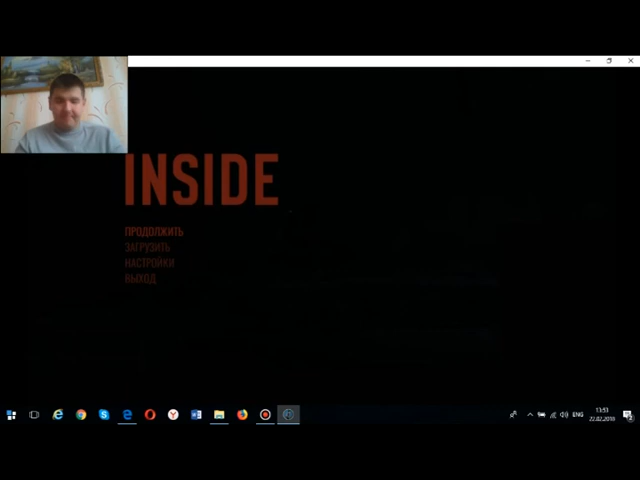 INSIDE
ПРОДОЛЖИТЬ
ЗАГРУЗИТЬ
НАСТРОЙКИ
ВЫХОД
ENG
13:53